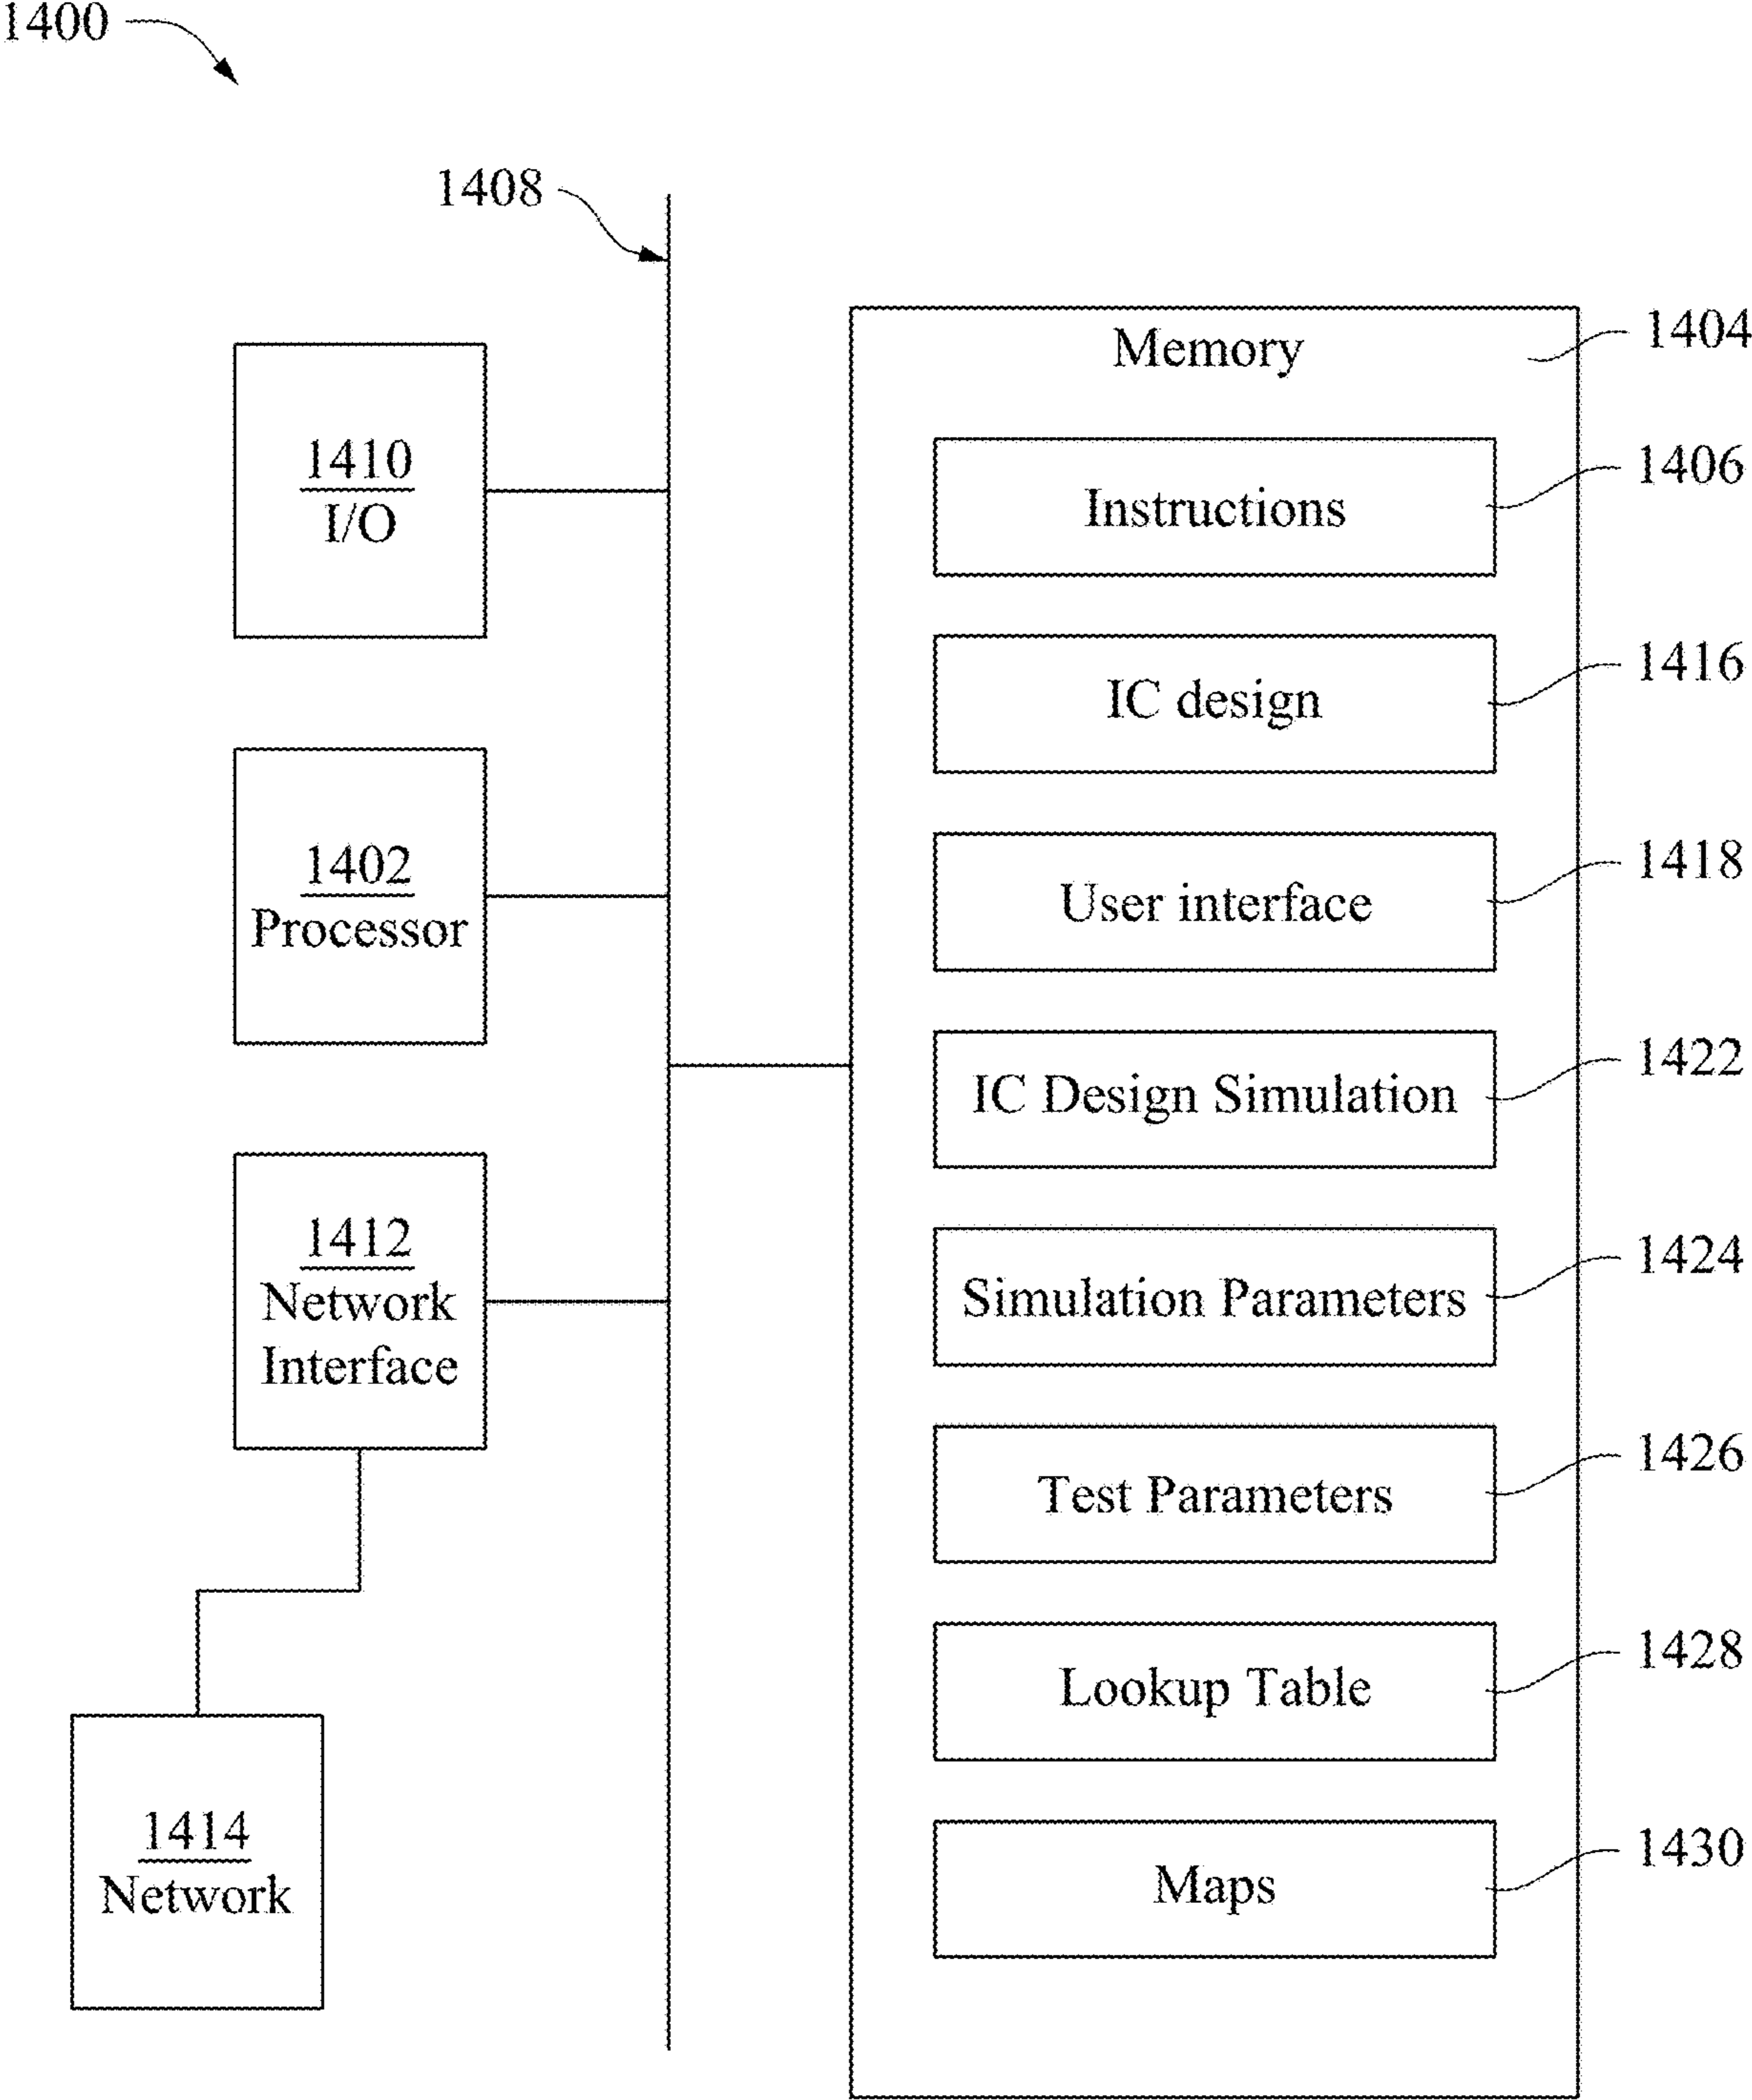 1400
1408
1410
I/O
1402
Processor
1412
Network
Interface
1414
Network
Memory
1404
Instructions
1406
IC design
1416
User interface
1418
IC Design Simulation
1422
Simulation Parameters
1424
Test Parameters
1426
Lookup Table
1428
Maps
1430